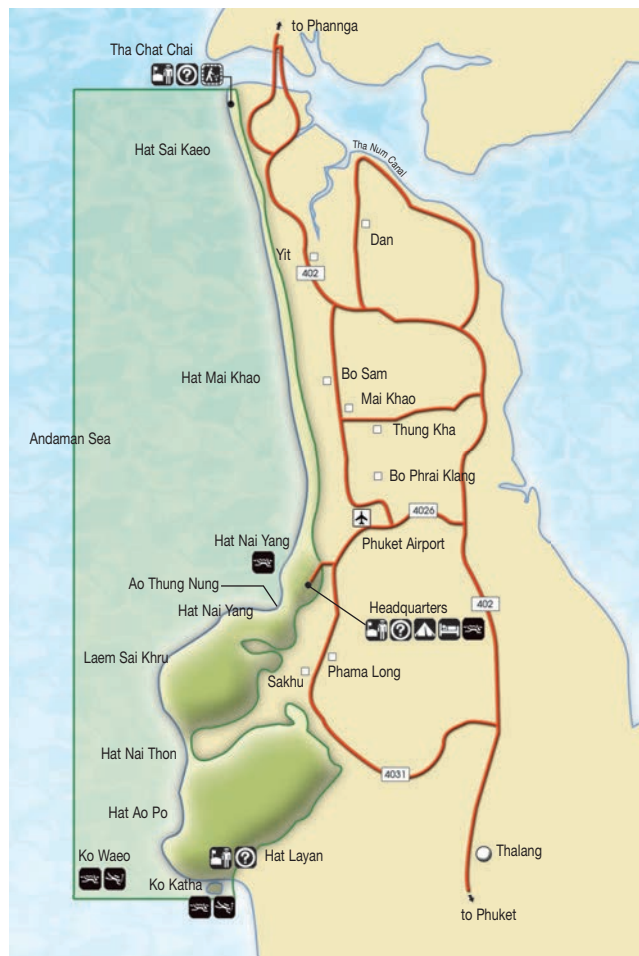 to Phannga
Tha Chat Chai
Hat Sai Kaeo
Tha Num Canal
Dan
Yit
402
Hat Mai Khao
Bo Sam
Mai Khao
Thung Kha
Andaman Sea
Bo Phrai Klang
4026
Hat Nai Yang
Phuket Airport
Ao Thung Nung
Hat Nai Yang
Headquarters
402
Laem Sai Khru
Sakhu
Phama Long
Hat Nai Thon
4031
Hat Ao Po
Ko Waeo
Hat Layan
Thalang
Ko Katha
to Phuket